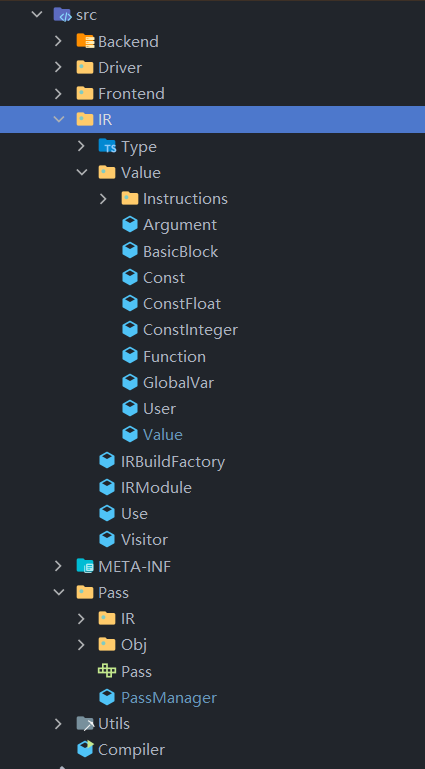 src
Backend
Driver
Frontend
IR
TS Type
Value
Instructions
Argument
BasicBlock
Const
ConstFloat
ConstInteger
Function
GlobalVar
User
Value
IRBuildFactory
IRModule
Use
Visitor
META-INF
Pass
IR
Obj
Pass
PassManager
Utils
Compiler